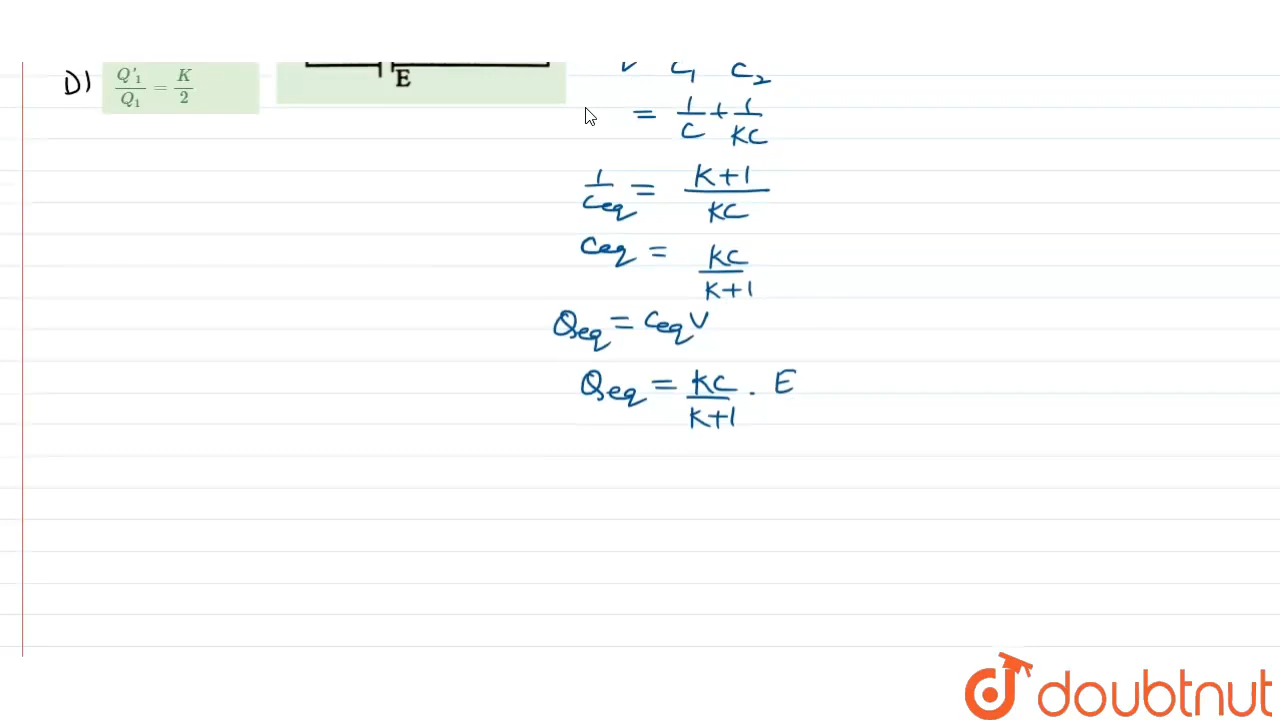 D) Q'₁/Q₁ = K/2
E
C₁ C₂
= 1/C + 1/KC
1/Ceq = K+1/KC
Ceq = KC/K+1
Qeq = Ceq V
Qeq = KC/K+1 . E
doubtnut